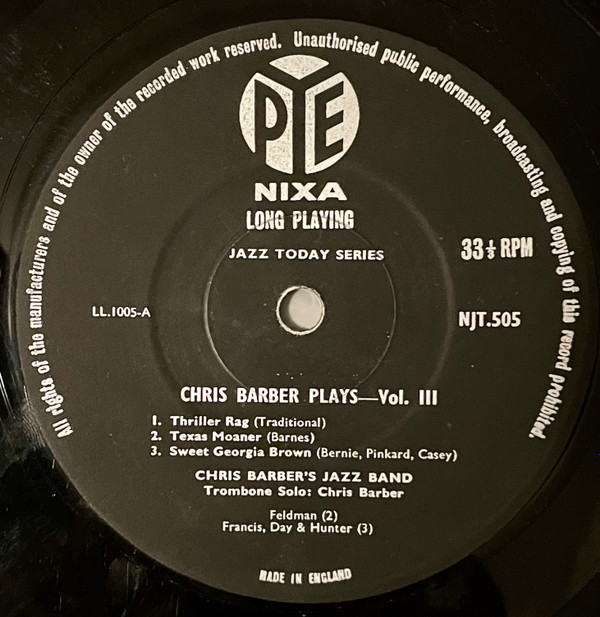 All rights of the manufacturers and of the owner of the recorded work reserved. Unauthorised public performance, broadcasting and copying of this record prohibited.
PYE
NIXA
LONG PLAYING
JAZZ TODAY SERIES
33⅓ RPM
LL.1005-A
NJT.505
CHRIS BARBER PLAYS—Vol. III
1. Thriller Rag (Traditional)
2. Texas Moaner (Barnes)
3. Sweet Georgia Brown (Bernie, Pinkard, Casey)
CHRIS BARBER'S JAZZ BAND
Trombone Solo: Chris Barber
Feldman (2)
Francis, Day & Hunter (3)
MADE IN ENGLAND